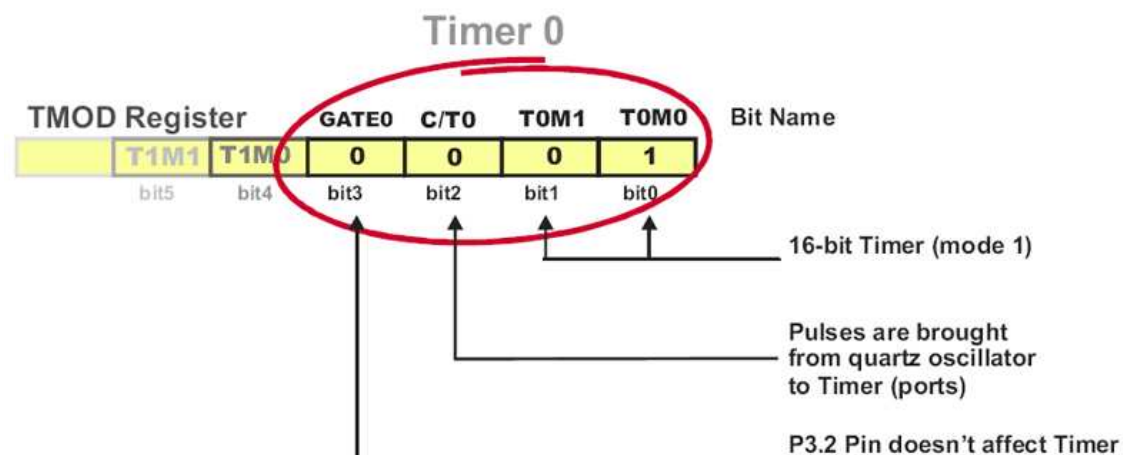 Timer 0
TMOD Register GATE0 C/T0 T0M1 T0M0 Bit Name
T1M1 T1M0 0 0 0 1
bit5 bit4 bit3 bit2 bit1 bit0
16-bit Timer (mode 1)
Pulses are brought
from quartz oscillator
to Timer (ports)
P3.2 Pin doesn't affect Timer